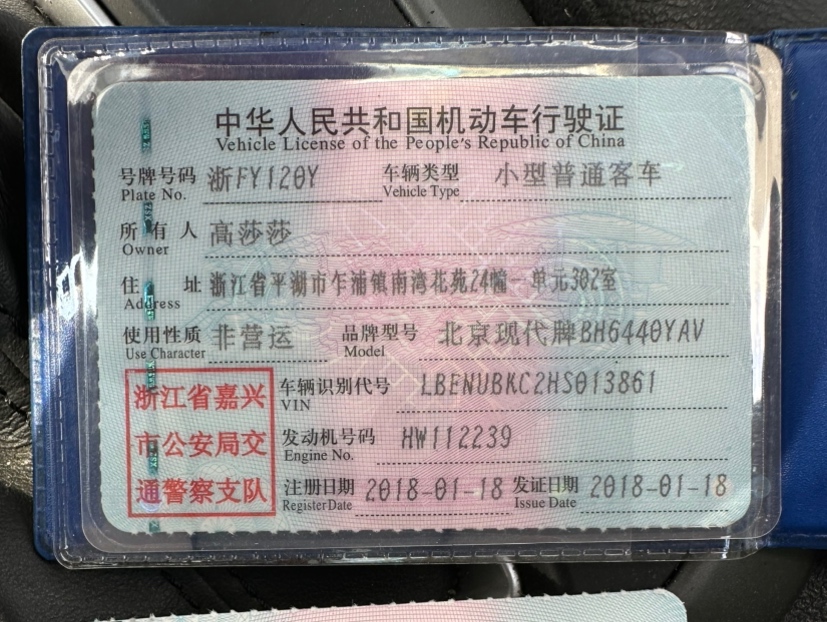 中华人民共和国机动车行驶证
Vehicle License of the People's Republic of China
号牌号码 浙FY120Y 车辆类型 小型普通客车
Plate No. Vehicle Type
所有人 高莎莎
Owner
住址 浙江省平湖市乍浦镇南湾花苑24幢一单元302室
Address
使用性质 非营运 品牌型号 北京现代牌BH6440YAV
Use Character Model
浙江省嘉兴
市公安局交
通警察支队
车辆识别代号 LBENUBKC2HS013861
VIN
发动机号码 HW112239
Engine No.
注册日期 2018-01-18 发证日期 2018-01-18
Register Date Issue Date